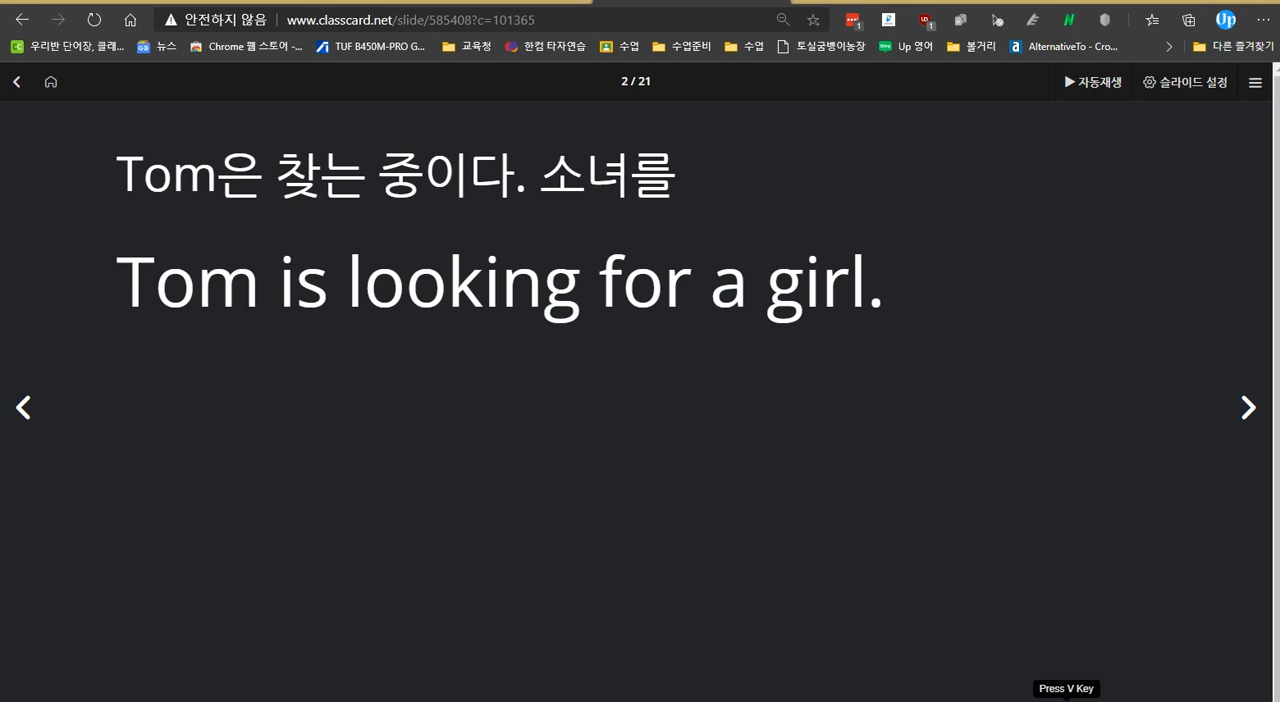 안전하지 않음 | www.classcard.net/slide/585408?c=101365
1 1
우리반 단어장, 클래... 뉴스 Chrome 웹 스토어 -... TUF B450M-PRO G... 교육청 한컴 타자연습 수업 수업준비 수업 토실굼벵이농장 Up 영어 볼거리 AlternativeTo - Cro... 다른 즐겨찾기
2 / 21 자동재생 슬라이드 설정
Tom은 찾는 중이다. 소녀를
Tom is looking for a girl.
Press V Key